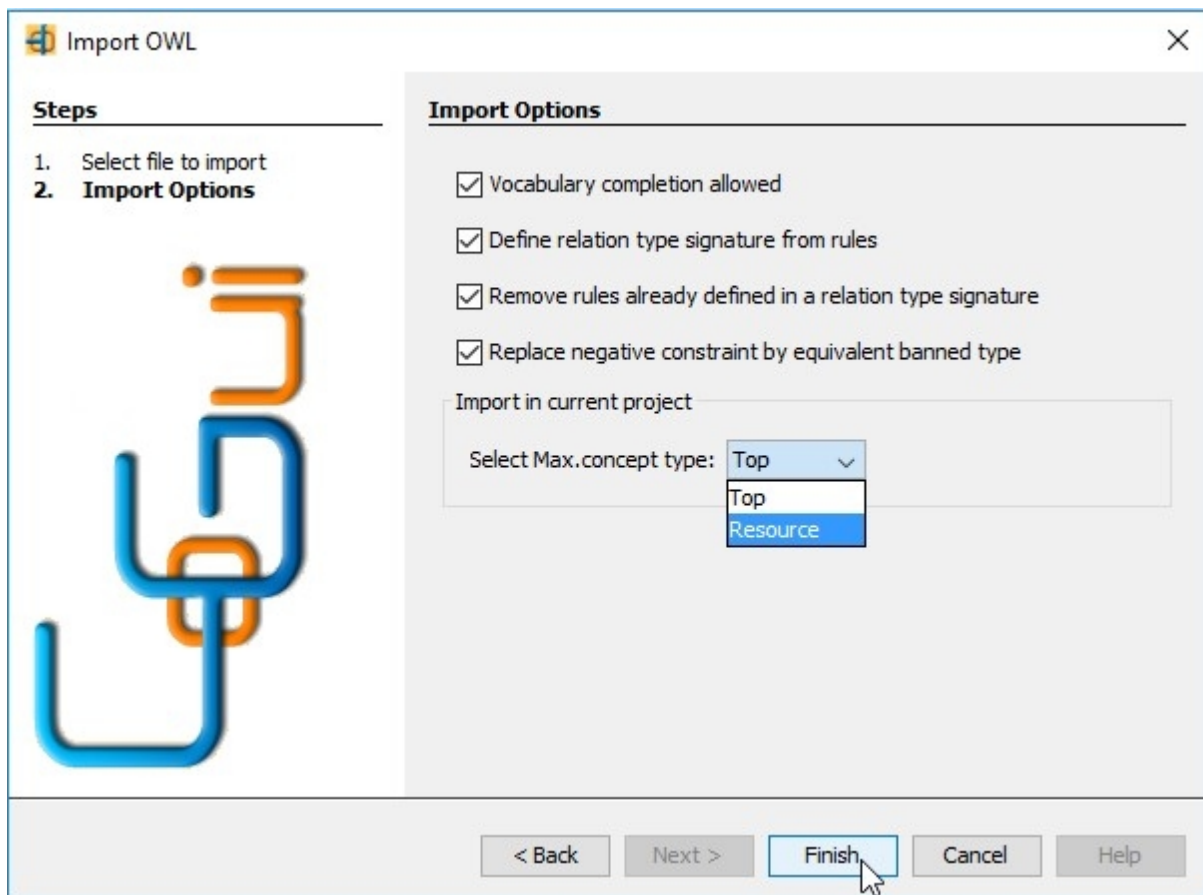 Import OWL
Steps
1. Select file to import
2. Import Options
Import Options
Vocabulary completion allowed
Define relation type signature from rules
Remove rules already defined in a relation type signature
Replace negative constraint by equivalent banned type
Import in current project
Select Max.concept type: Top
Top
Resource
< Back Next > Finish Cancel Help